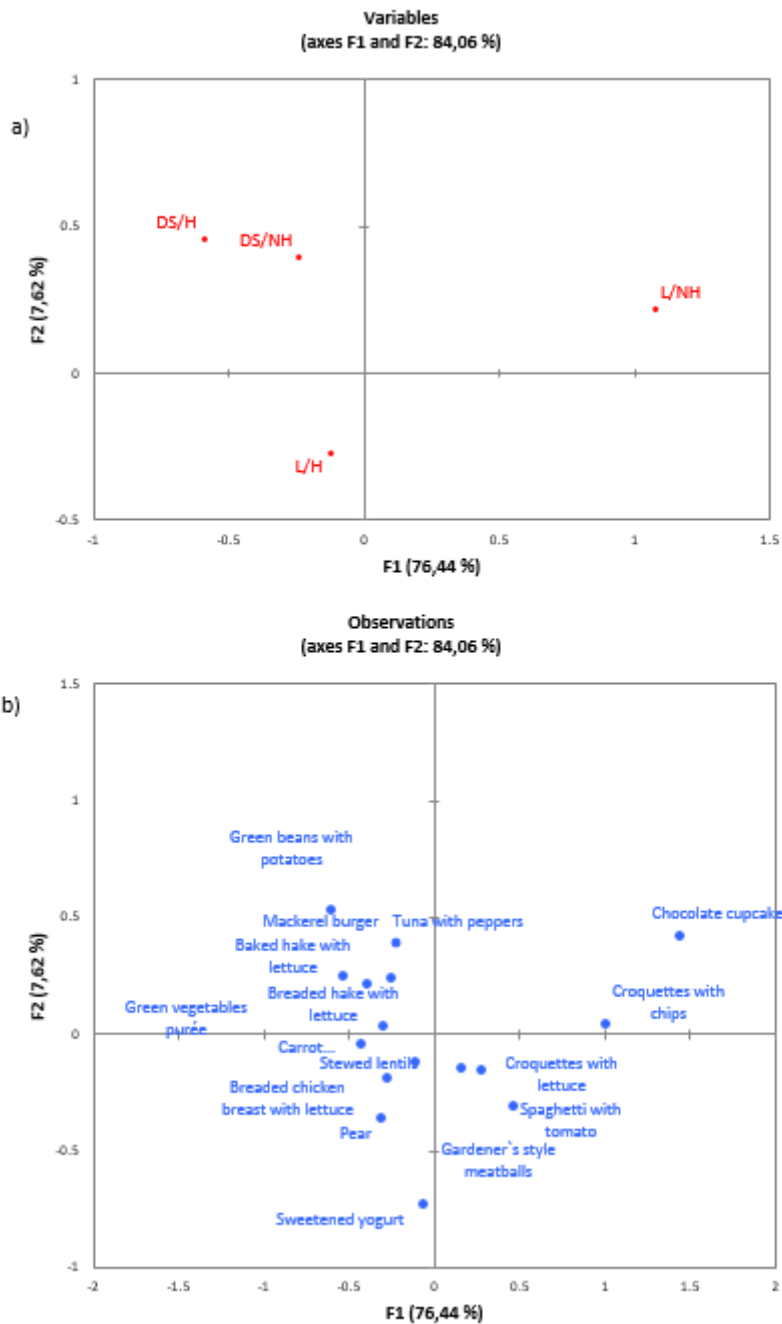 Variables
(axes F1 and F2: 84,06 %)
a)
1
0.5
0
-0.5
F2 (7,62 %)
DS/H
DS/NH
L/NH
L/H
-1
-0.5
0
0.5
1
1.5
F1 (76,44 %)
Observations
(axes F1 and F2: 84,06 %)
b)
1.5
1
0.5
0
-0.5
-1
F2 (7,62 %)
Green beans with
potatoes
Mackerel burger
Tuna with peppers
Chocolate cupcake
Baked hake with
lettuce
Breaded hake with
lettuce
Croquettes with
chips
Green vegetables
purée
Carrot....
Stewed lentils
Croquettes with
lettuce
Breaded chicken
breast with lettuce
Spaghetti with
tomato
Pear
Gardener`s style
meatballs
Sweetened yogurt
-2
-1.5
-1
-0.5
0
0.5
1
1.5
2
F1 (76,44 %)